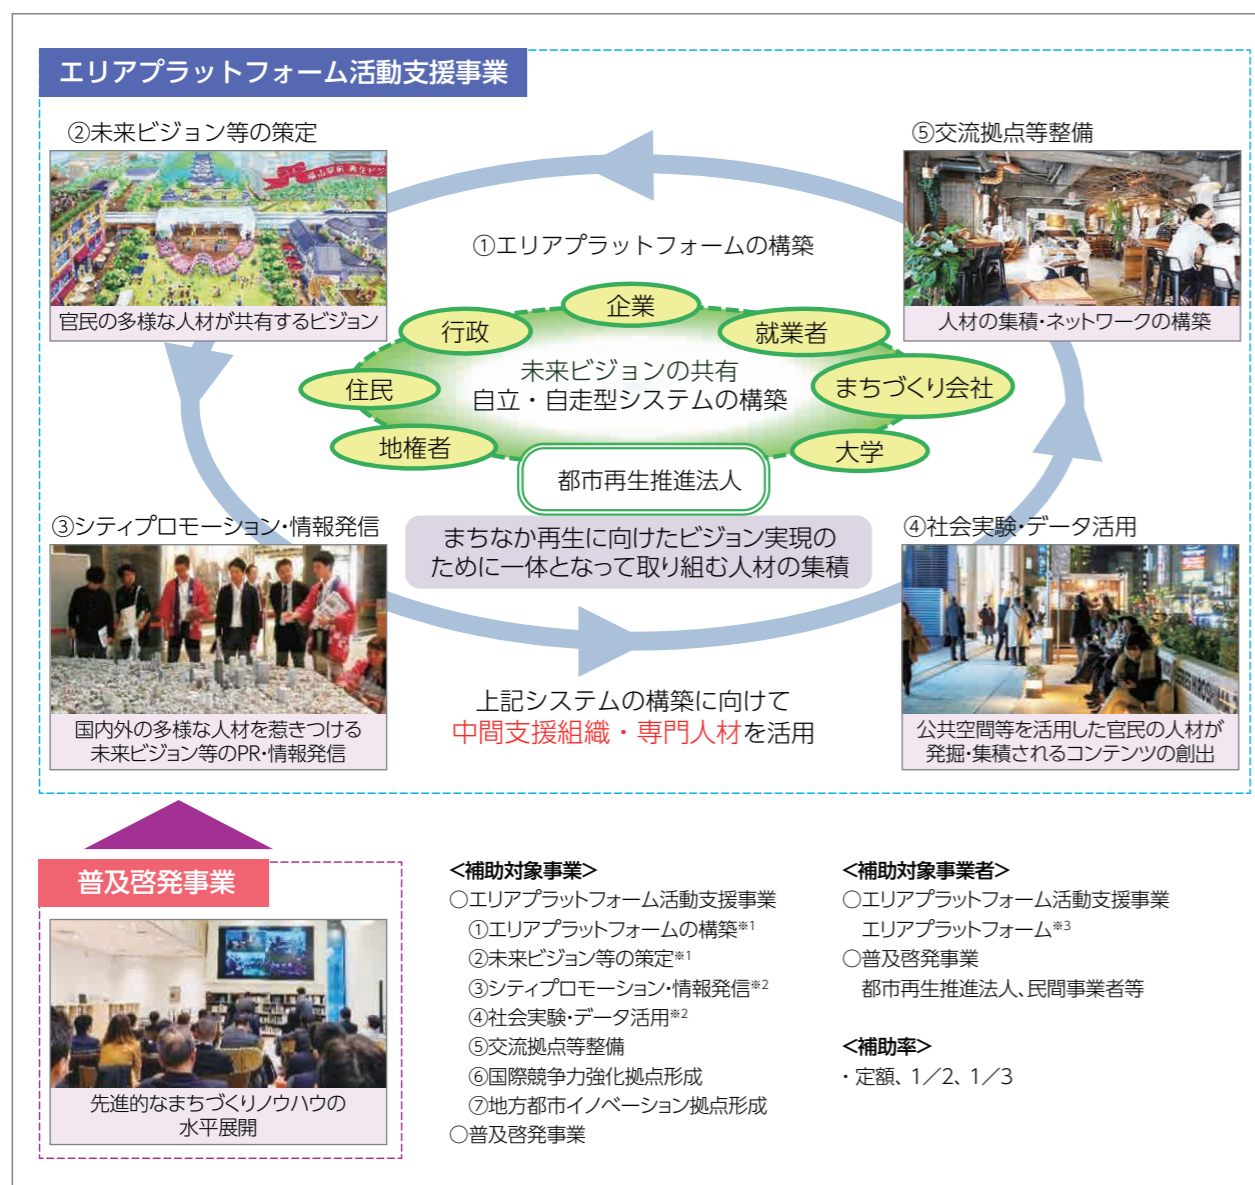 エリアプラットフォーム活動支援事業
②未来ビジョン等の策定
官民の多様な人材が共有するビジョン
⑤交流拠点等整備
人材の集積・ネットワークの構築
①エリアプラットフォームの構築
企業
行政
就業者
住民
まちづくり会社
地権者
大学
未来ビジョンの共有
自立・自走型システムの構築
都市再生推進法人
まちなか再生に向けたビジョン実現の
ために一体となって取り組む人材の集積
③シティプロモーション・情報発信
国内外の多様な人材を惹きつける
未来ビジョン等のPR・情報発信
④社会実験・データ活用
公共空間等を活用した官民の人材が
発掘・集積されるコンテンツの創出
上記システムの構築に向けて
中間支援組織・専門人材を活用
普及啓発事業
先進的なまちづくりノウハウの
水平展開
<補助対象事業>
○エリアプラットフォーム活動支援事業
①エリアプラットフォームの構築※1
②未来ビジョン等の策定※1
③シティプロモーション・情報発信※2
④社会実験・データ活用※2
⑤交流拠点等整備
⑥国際競争力強化拠点形成
⑦地方都市イノベーション拠点形成
○普及啓発事業
<補助対象事業者>
○エリアプラットフォーム活動支援事業
エリアプラットフォーム※3
○普及啓発事業
都市再生推進法人、民間事業者等
<補助率>
・定額、1／2、1／3